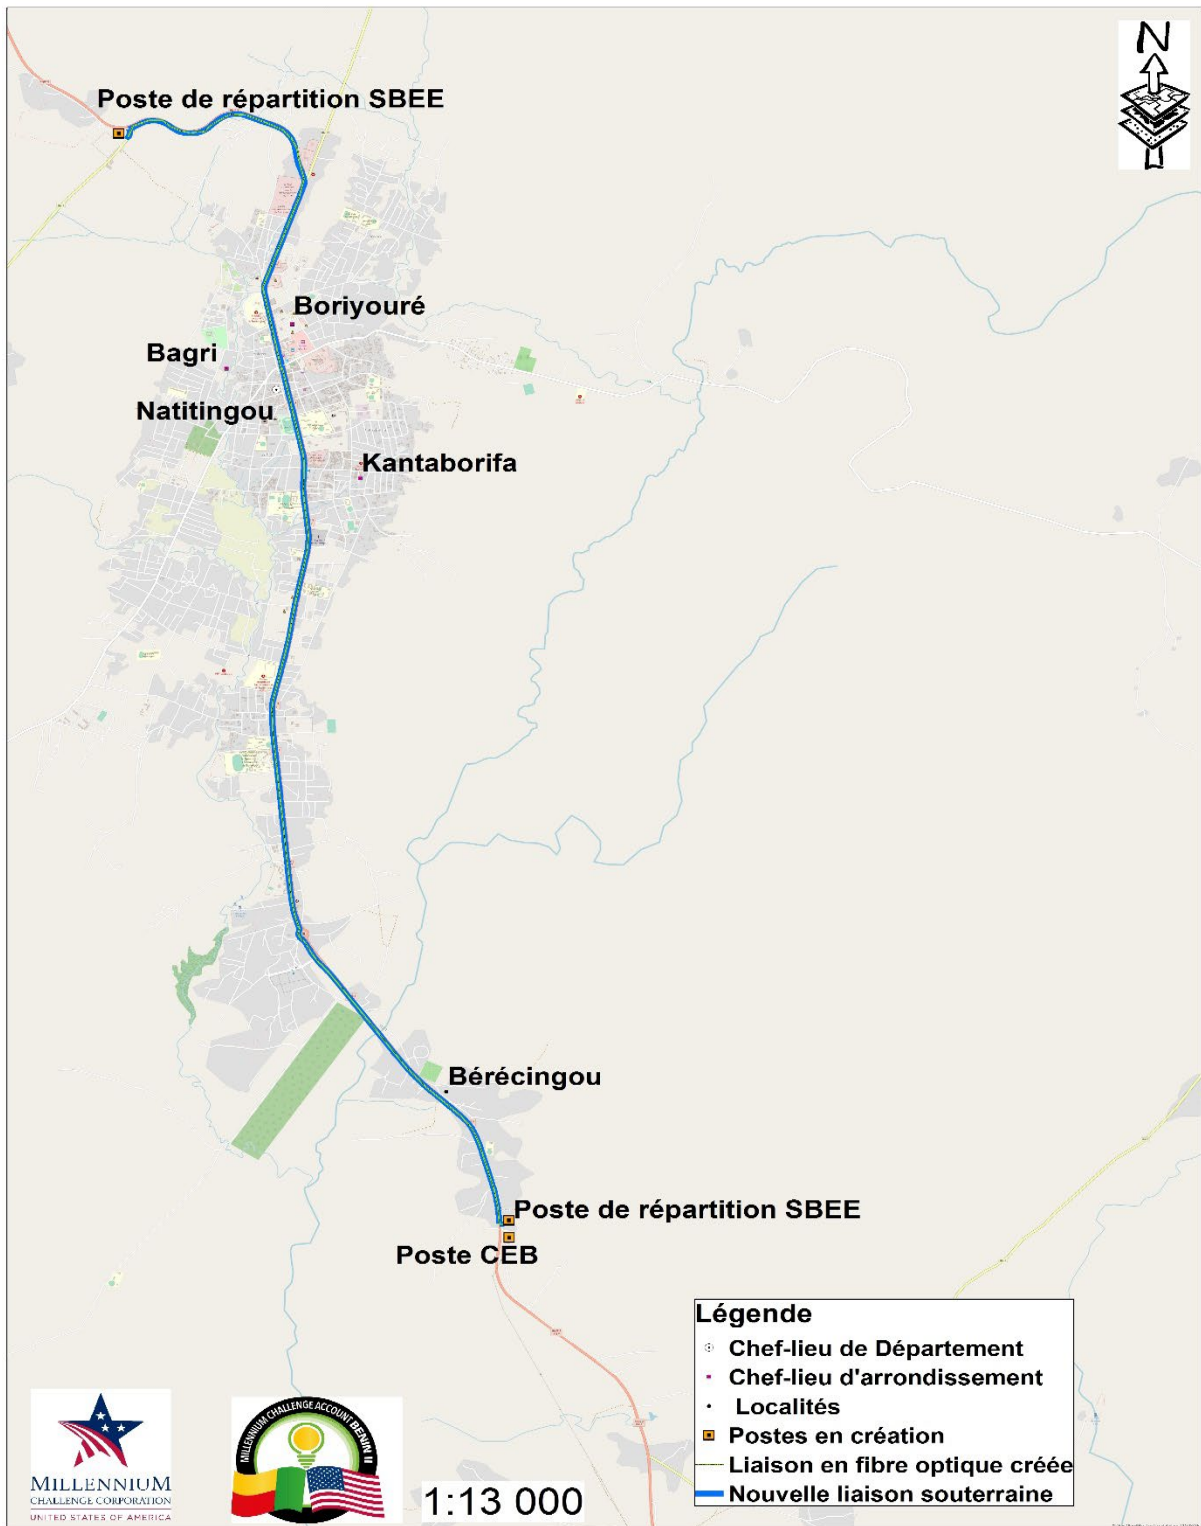 N
Poste de répartition SBEE
Boriyouré
Bagri
Natitingou
Kantaborifa
Bérécingou
Poste de répartition SBEE
Poste CEB
Légende
Chef-lieu de Département
Chef-lieu d'arrondissement
Localités
Postes en création
Liaison en fibre optique créée
Nouvelle liaison souterraine
MILLENNIUM
CHALLENGE CORPORATION
UNITED STATES OF AMERICA
MILLENNIUM CHALLENGE ACCOUNT BENIN II
1:13 000